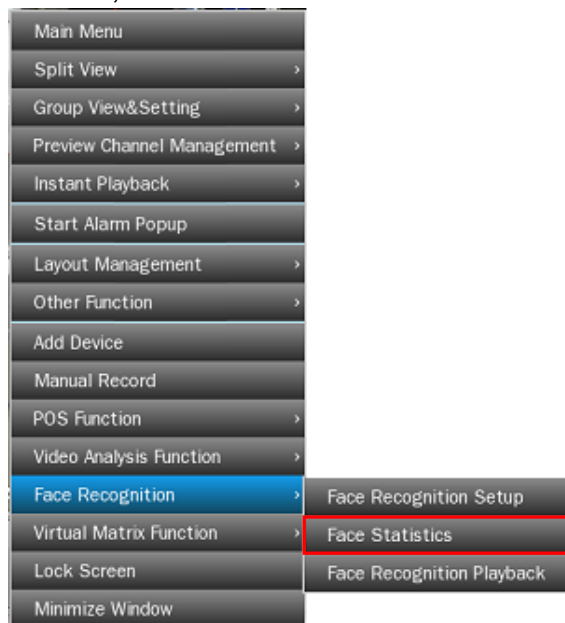 Main Menu
Split View
Group View&Setting
Preview Channel Management
Instant Playback
Start Alarm Popup
Layout Management
Other Function
Add Device
Manual Record
POS Function
Video Analysis Function
Face Recognition
Face Recognition Setup
Virtual Matrix Function
Face Statistics
Lock Screen
Face Recognition Playback
Minimize Window